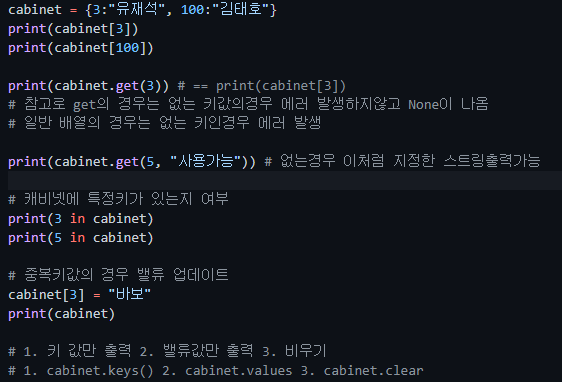 cabinet = {3:"유재석", 100:"김태호"}
print(cabinet[3])
print(cabinet[100])
print(cabinet.get(3)) # == print(cabinet[3])
# 참고로 get의 경우는 없는 키값의경우 에러 발생하지않고 None이 나옴
# 일반 배열의 경우는 없는 키인경우 에러 발생
print(cabinet.get(5, "사용가능")) # 없는경우 이처럼 지정한 스트링출력가능
# 캐비넷에 특정키가 있는지 여부
print(3 in cabinet)
print(5 in cabinet)
# 중복키값의 경우 밸류 업데이트
cabinet[3] = "바보"
print(cabinet)
# 1. 키 값만 출력 2. 밸류값만 출력 3. 비우기
# 1. cabinet.keys() 2. cabinet.values 3. cabinet.clear